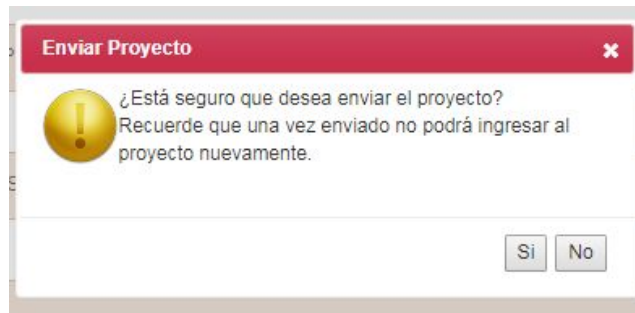 Enviar Proyecto
¿Está seguro que desea enviar el proyecto?
Recuerde que una vez enviado no podrá ingresar al
proyecto nuevamente.
Si No